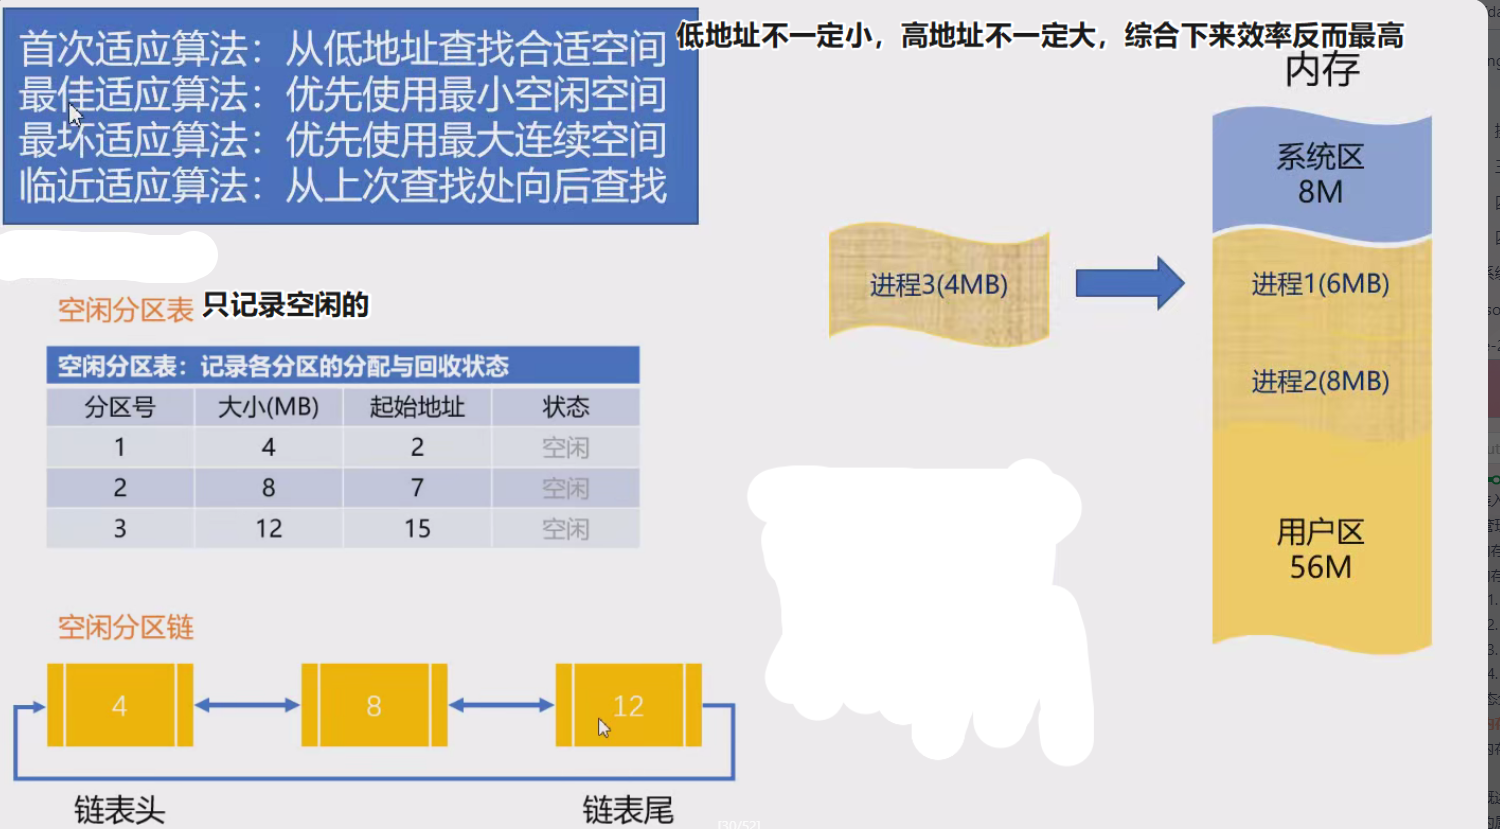 首次适应算法：从低地址查找合适空间
最佳适应算法：优先使用最小空闲空间
最坏适应算法：优先使用最大连续空间
临近适应算法：从上次查找处向后查找
低地址不一定小，高地址不一定大，综合下来效率反而最高
内存
系统区
8M
进程3(4MB)
进程1(6MB)
进程2(8MB)
用户区
56M
空闲分区表 只记录空闲的
空闲分区表：记录各分区的分配与回收状态
分区号 大小(MB) 起始地址 状态
1 4 2 空闲
2 8 7 空闲
3 12 15 空闲
空闲分区链
4 8 12
链表头 链表尾
[30/52]